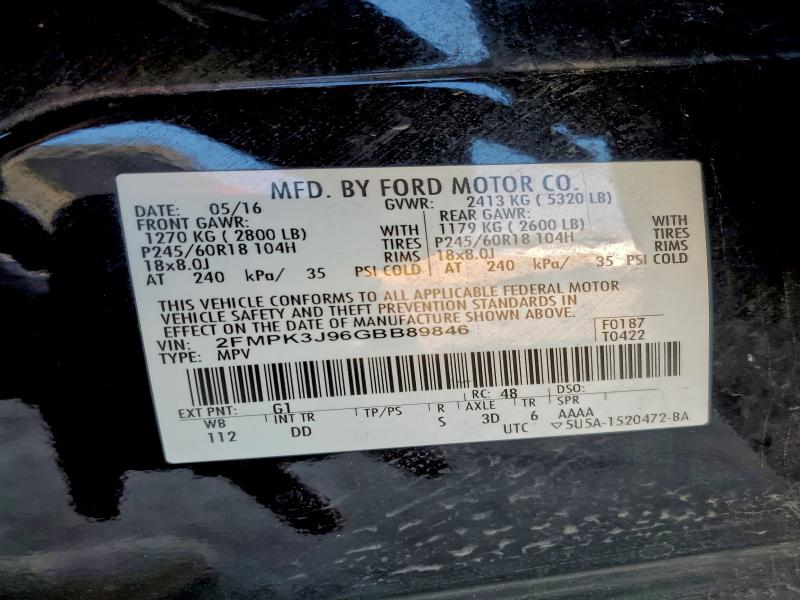 MFD. BY FORD MOTOR CO.
DATE: 05/16 GVWR: 2413 KG ( 5320 LB)
FRONT GAWR: REAR GAWR:
1270 KG ( 2800 LB) WITH 1179 KG ( 2600 LB) WITH
P245/60R18 104H TIRES P245/60R18 104H TIRES
18x8.0J RIMS 18x8.0J RIMS
AT 240 kPa/ 35 PSI COLD AT 240 kPa/ 35 PSI COLD
THIS VEHICLE CONFORMS TO ALL APPLICABLE FEDERAL MOTOR
VEHICLE SAFETY AND THEFT PREVENTION STANDARDS IN
EFFECT ON THE DATE OF MANUFACTURE SHOWN ABOVE.
VIN: 2FMPK3J96GBB89846 F0187
TYPE: MPV T0422
EXT PNT: G1 RC: 48 DSO:
WB INT TR TP/PS R AXLE TR SPR
112 DD S 3D 6 AAAA
UTC ▽5U5A-1520472-BA